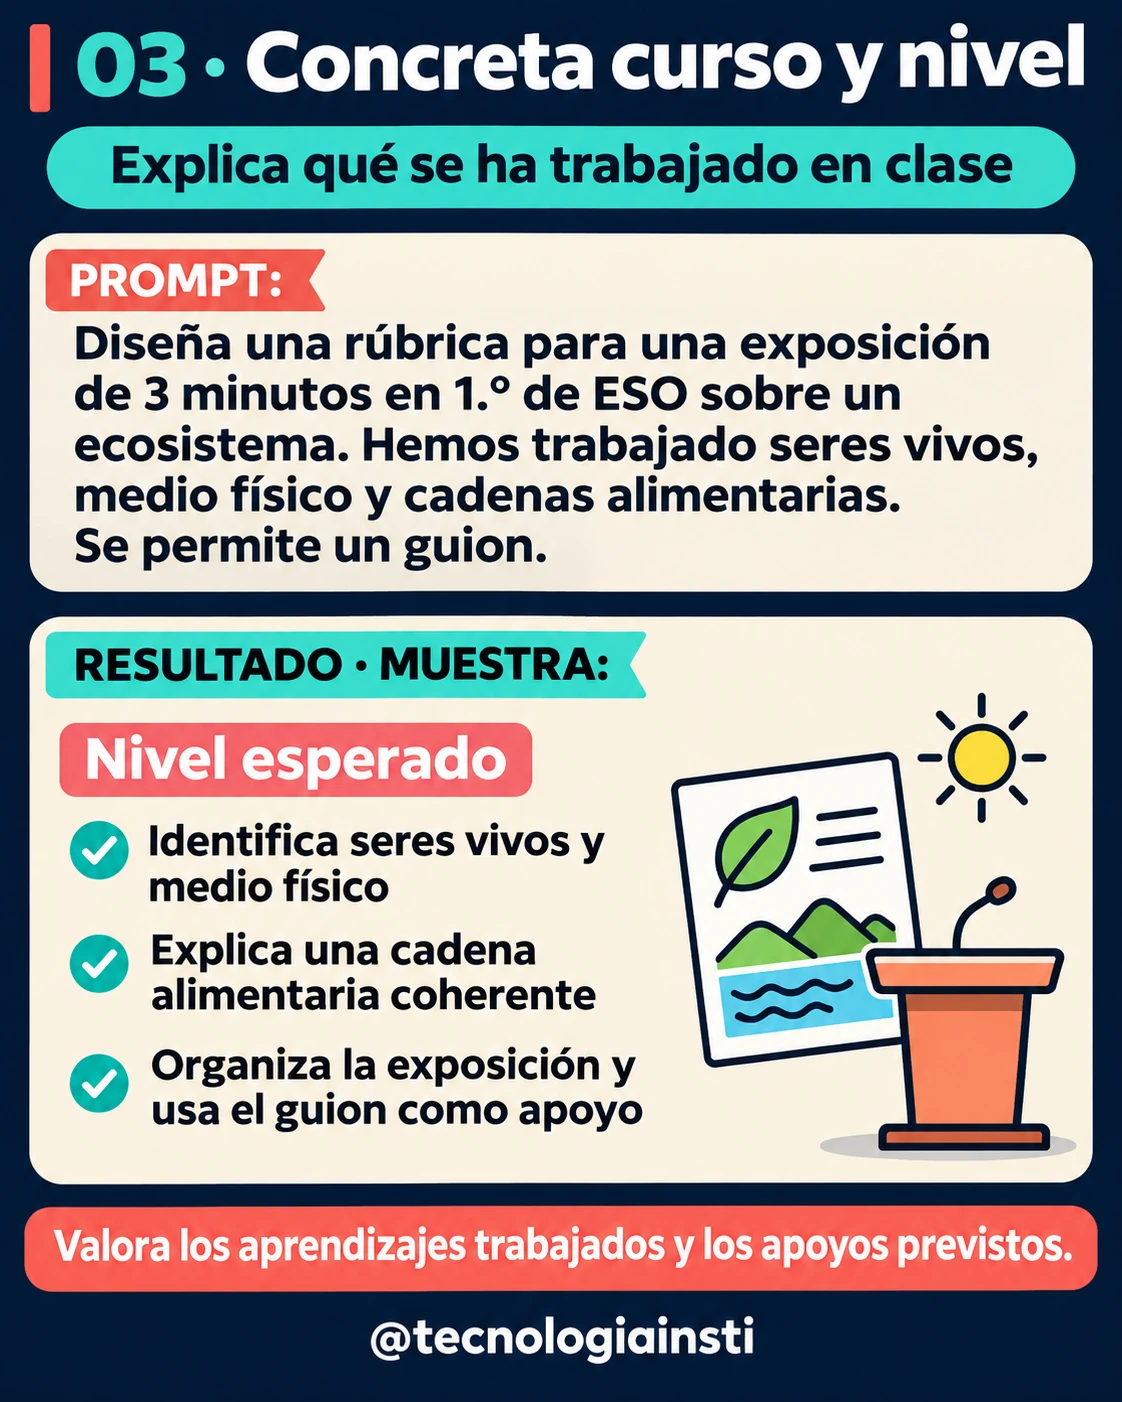 03 · Concreta curso y nivel
Explica qué se ha trabajado en clase
PROMPT:
Diseña una rúbrica para una exposición
de 3 minutos en 1.º de ESO sobre un
ecosistema. Hemos trabajado seres vivos,
medio físico y cadenas alimentarias.
Se permite un guion.
RESULTADO · MUESTRA:
Nivel esperado
Identifica seres vivos y
medio físico
Explica una cadena
alimentaria coherente
Organiza la exposición y
usa el guion como apoyo
Valora los aprendizajes trabajados y los apoyos previstos.
@tecnologiainsti